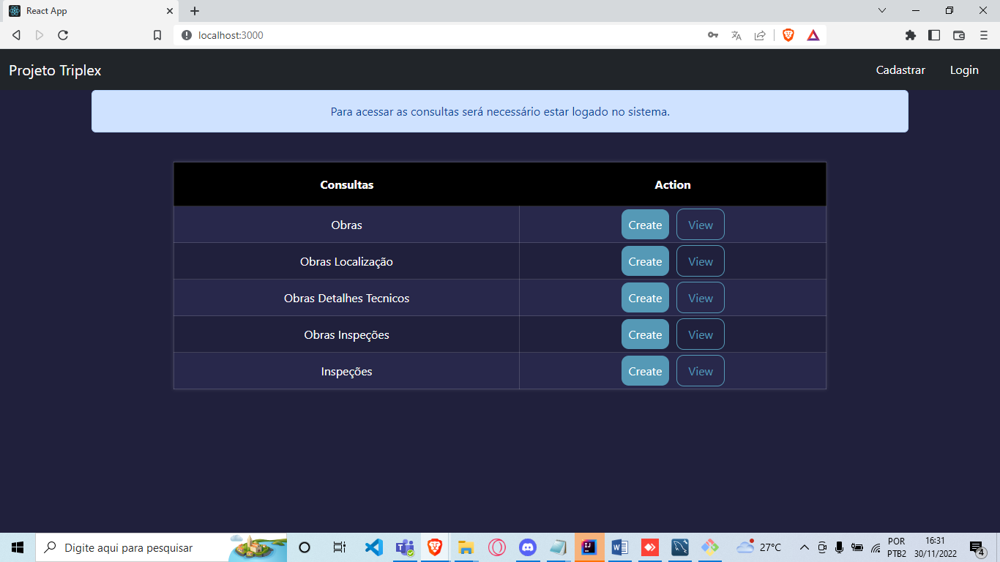 React App
localhost:3000
Projeto Triplex
Cadastrar
Login
Para acessar as consultas será necessário estar logado no sistema.
Consultas
Action
Obras
Create
View
Obras Localização
Create
View
Obras Detalhes Tecnicos
Create
View
Obras Inspeções
Create
View
Inspeções
Create
View
Digite aqui para pesquisar
27°C
POR
PTB2
16:31
30/11/2022
4